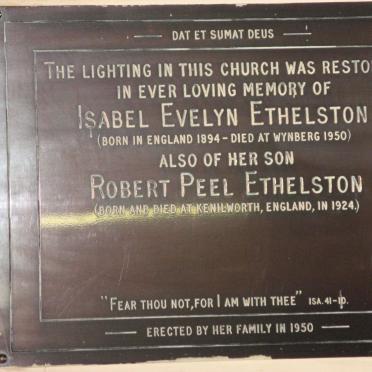 DAT ET SUMAT DEUS
THE LIGHTING IN THIS CHURCH WAS RESTO
IN EVER LOVING MEMORY OF
ISABEL EVELYN ETHELSTON
(BORN IN ENGLAND 1894 - DIED AT WYNBERG 1950)
ALSO OF HER SON
ROBERT PEEL ETHELSTON
(BORN AND DIED AT KENILWORTH, ENGLAND, IN 1924.)
"FEAR THOU NOT, FOR I AM WITH THEE" ISA. 41-10.
ERECTED BY HER FAMILY IN 1950